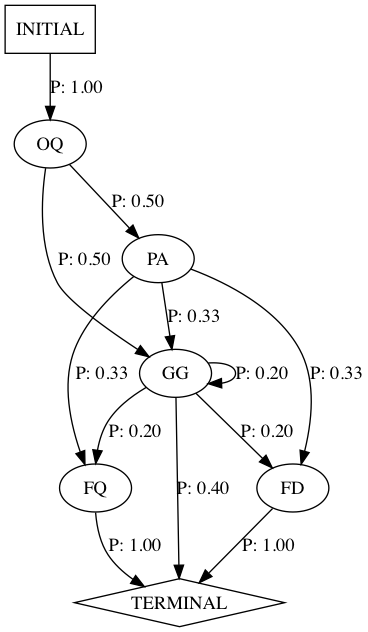 INITIAL
P: 1.00
OQ
P: 0.50
P: 0.50
PA
P: 0.33
P: 0.33
GG
P: 0.20
P: 0.33
P: 0.20
P: 0.20
FQ
P: 0.40
FD
P: 1.00
P: 1.00
TERMINAL